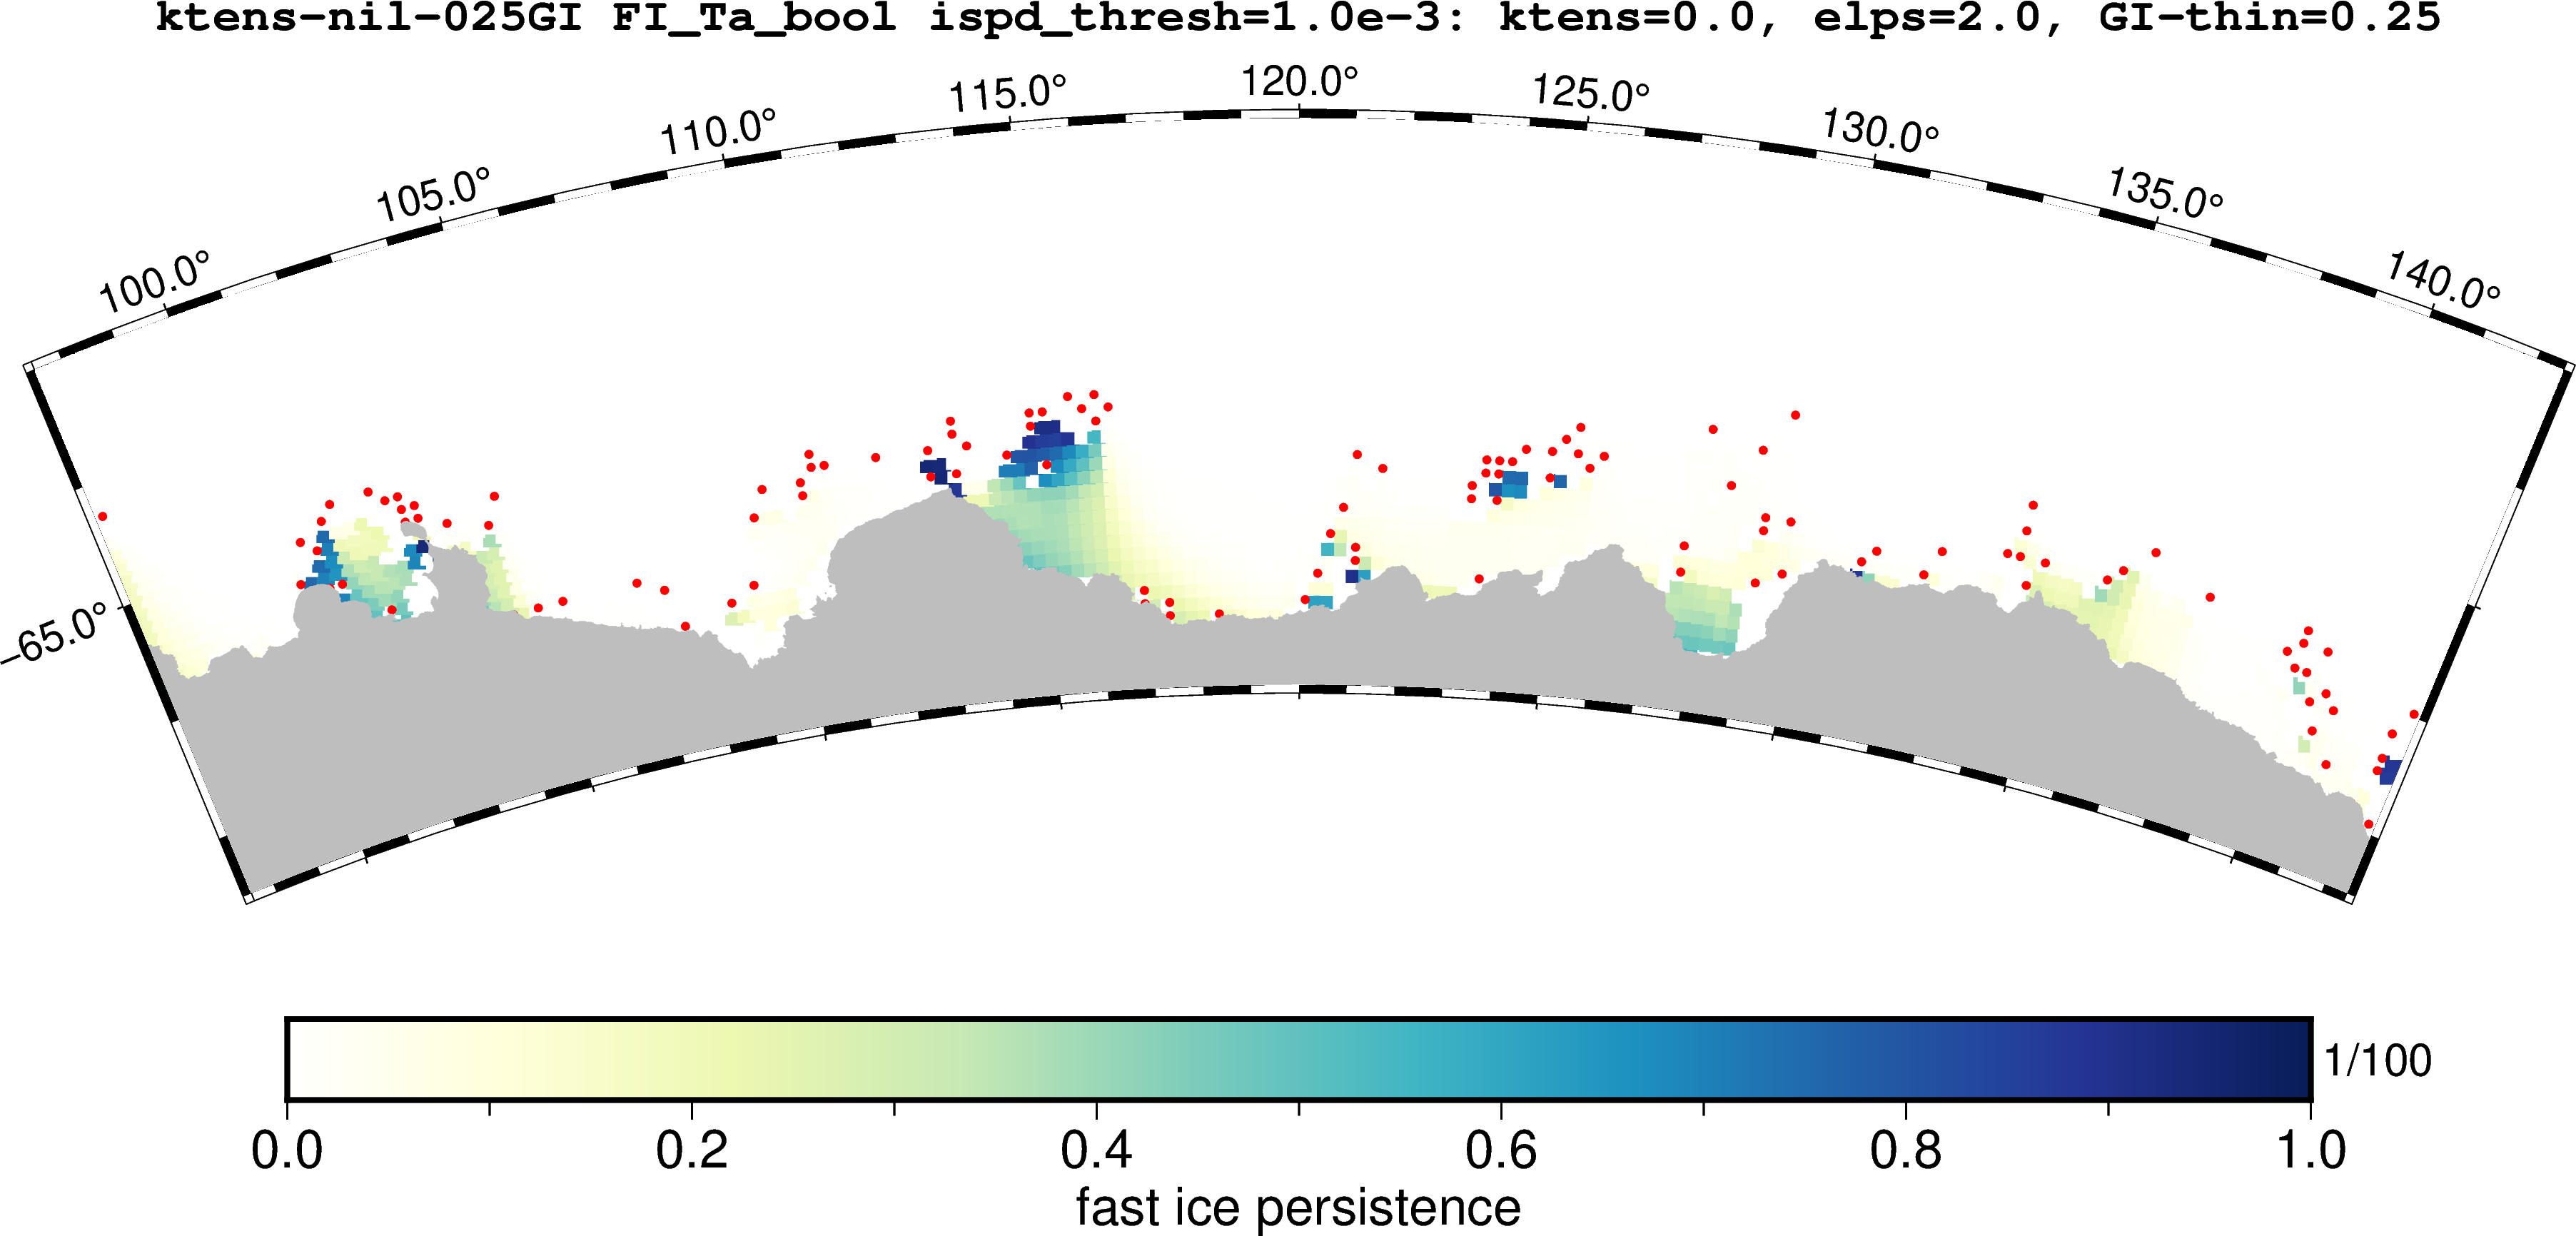 ktens-nil-025GI FI_Ta_bool ispd_thresh=1.0e-3: ktens=0.0, elps=2.0, GI-thin=0.25
100.0° 105.0° 110.0° 115.0° 120.0° 125.0° 130.0° 135.0° 140.0°
-65.0°
1/100
0.0 0.2 0.4 0.6 0.8 1.0
fast ice persistence